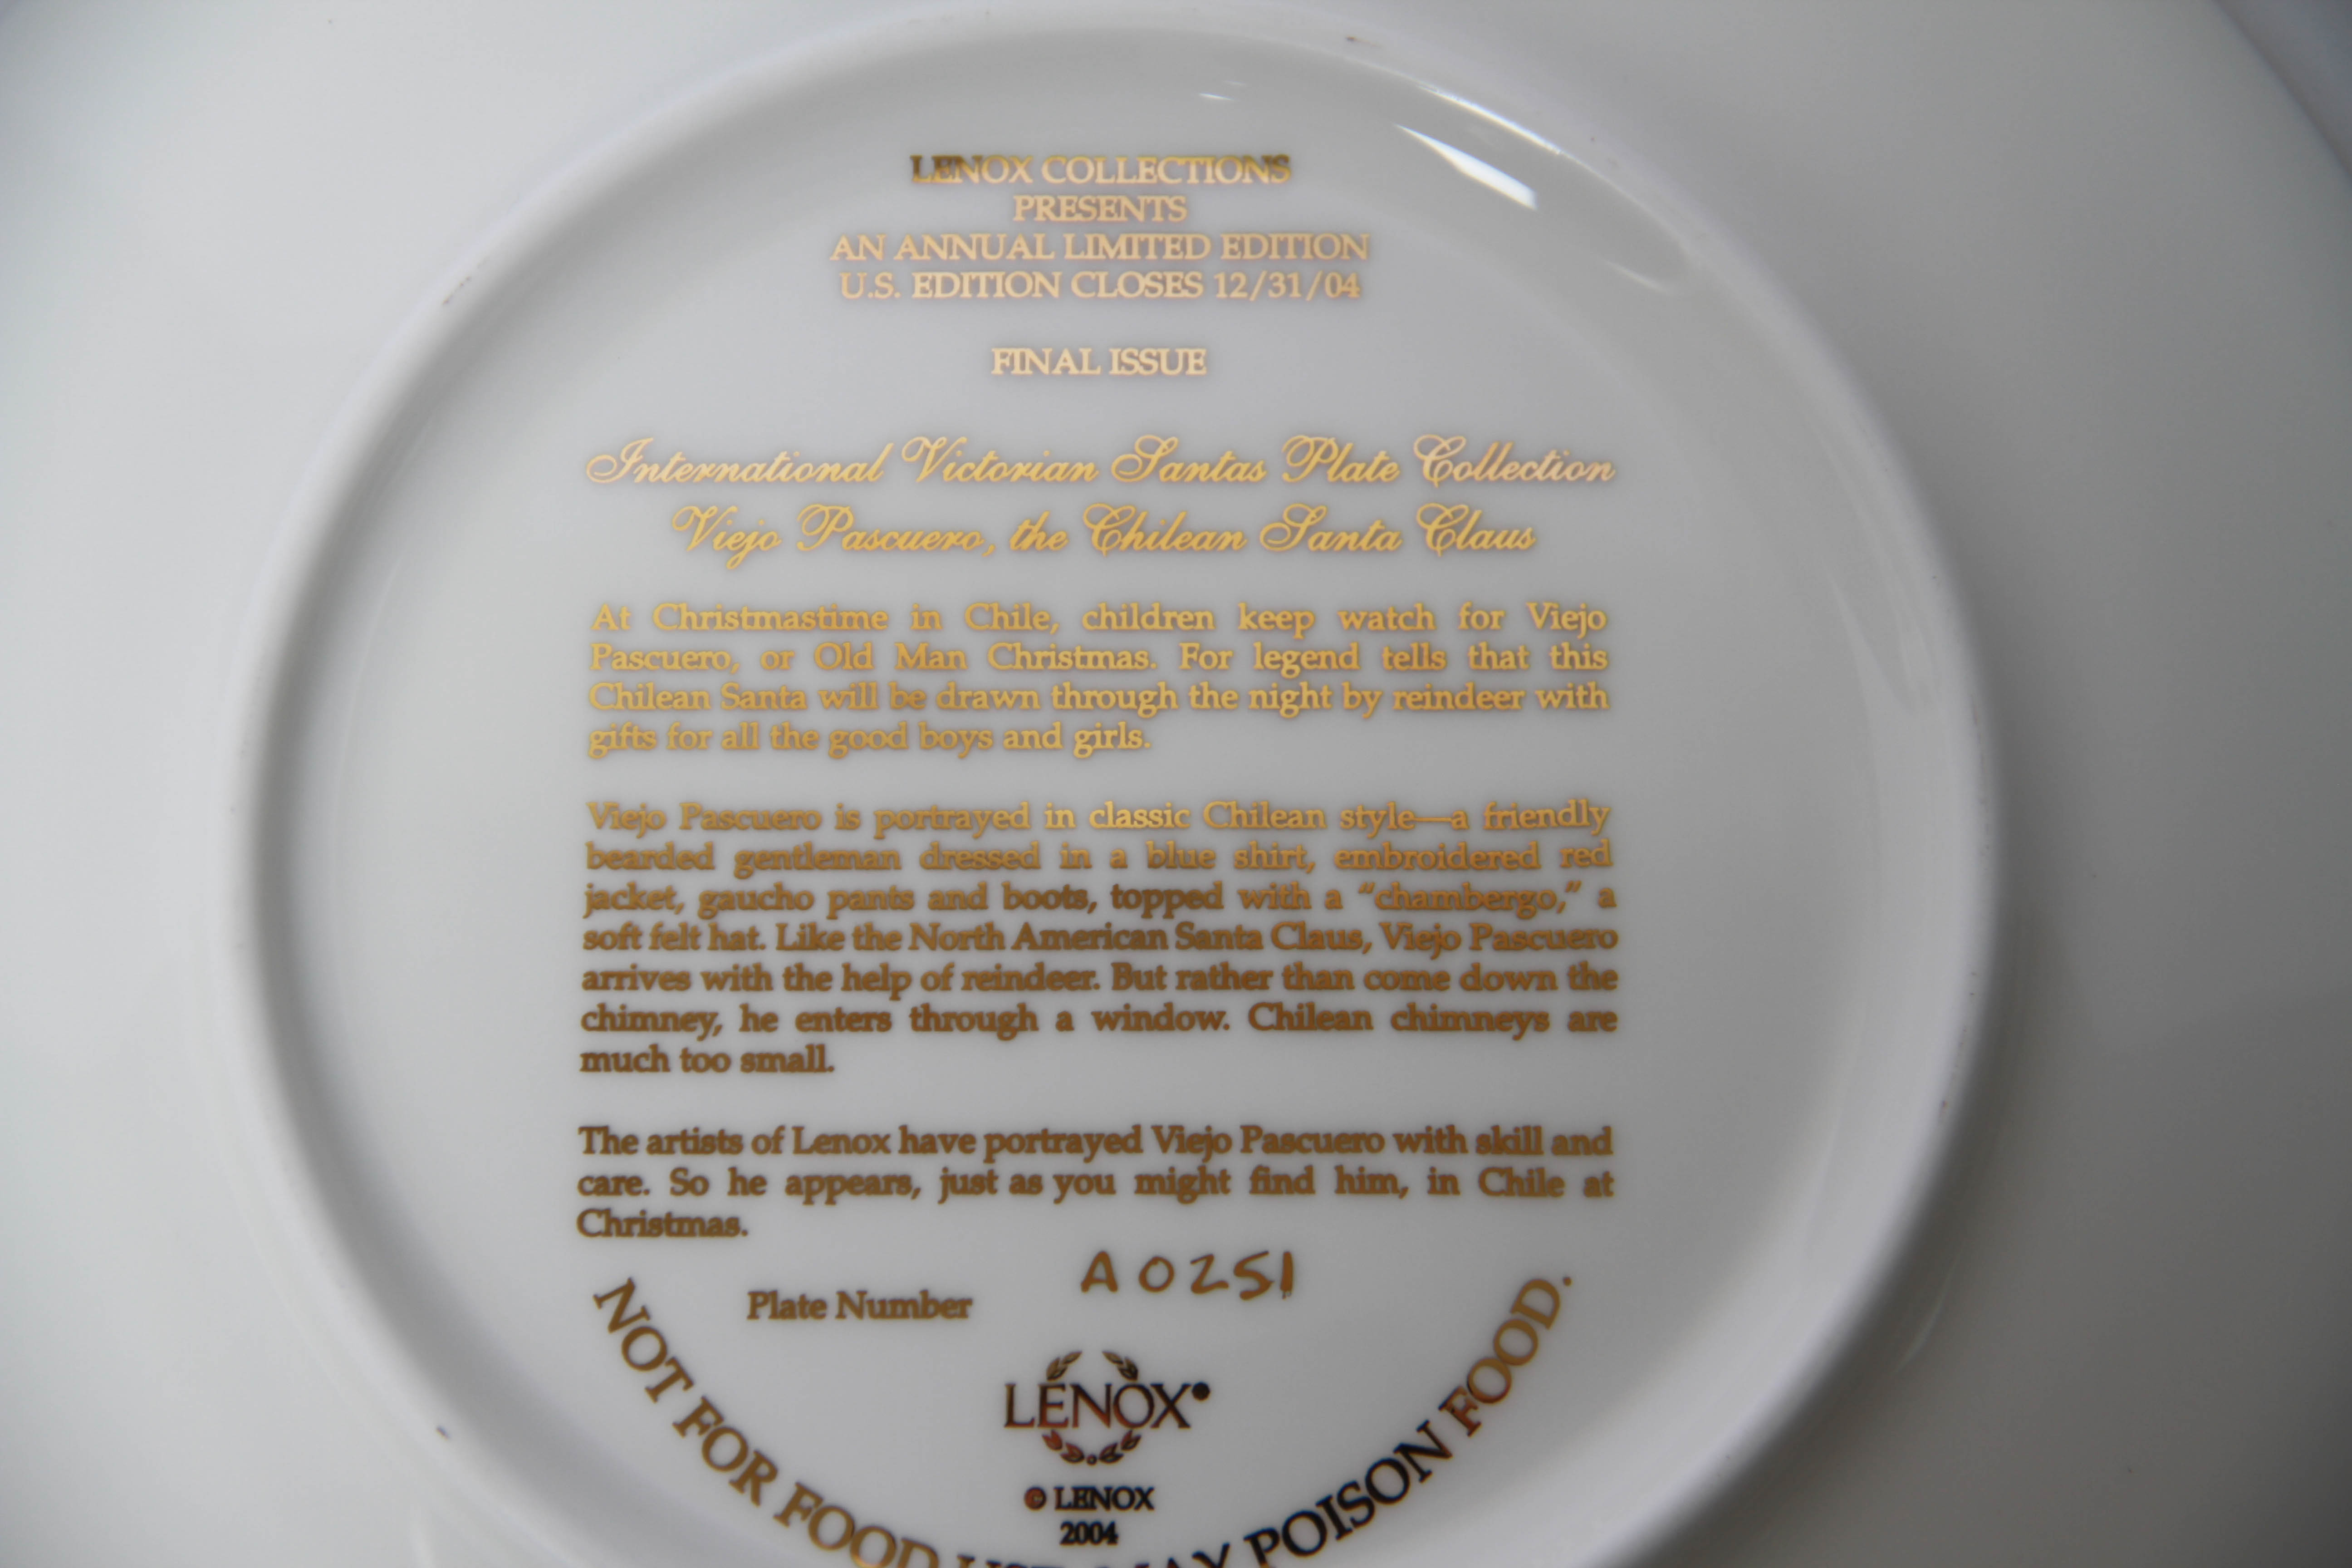 LENOX COLLECTIONS
PRESENTS
AN ANNUAL LIMITED EDITION
U.S. EDITION CLOSES 12/31/04
FINAL ISSUE
International Victorian Santas Plate Collection
Viejo Pascuero, the Chilean Santa Claus
At Christmastime in Chile, children keep watch for Viejo
Pascuero, or Old Man Christmas. For legend tells that this
Chilean Santa will be drawn through the night by reindeer with
gifts for all the good boys and girls.
Viejo Pascuero is portrayed in classic Chilean style—a friendly
bearded gentleman dressed in a blue shirt, embroidered red
jacket, gaucho pants and boots, topped with a “chambergo,” a
soft felt hat. Like the North American Santa Claus, Viejo Pascuero
arrives with the help of reindeer. But rather than come down the
chimney, he enters through a window. Chilean chimneys are
much too small.
The artists of Lenox have portrayed Viejo Pascuero with skill and
care. So he appears, just as you might find him, in Chile at
Christmas.
Plate Number A0251
LENOX®
© LENOX
2004
NOT FOR FOOD USE MAY POISON FOOD.